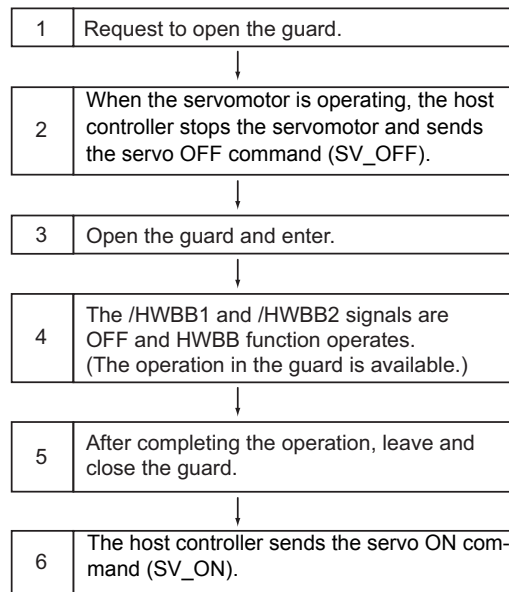 1 Request to open the guard.
2 When the servomotor is operating, the host
controller stops the servomotor and sends
the servo OFF command (SV_OFF).
3 Open the guard and enter.
4 The /HWBB1 and /HWBB2 signals are
OFF and HWBB function operates.
(The operation in the guard is available.)
5 After completing the operation, leave and
close the guard.
6 The host controller sends the servo ON com-
mand (SV_ON).